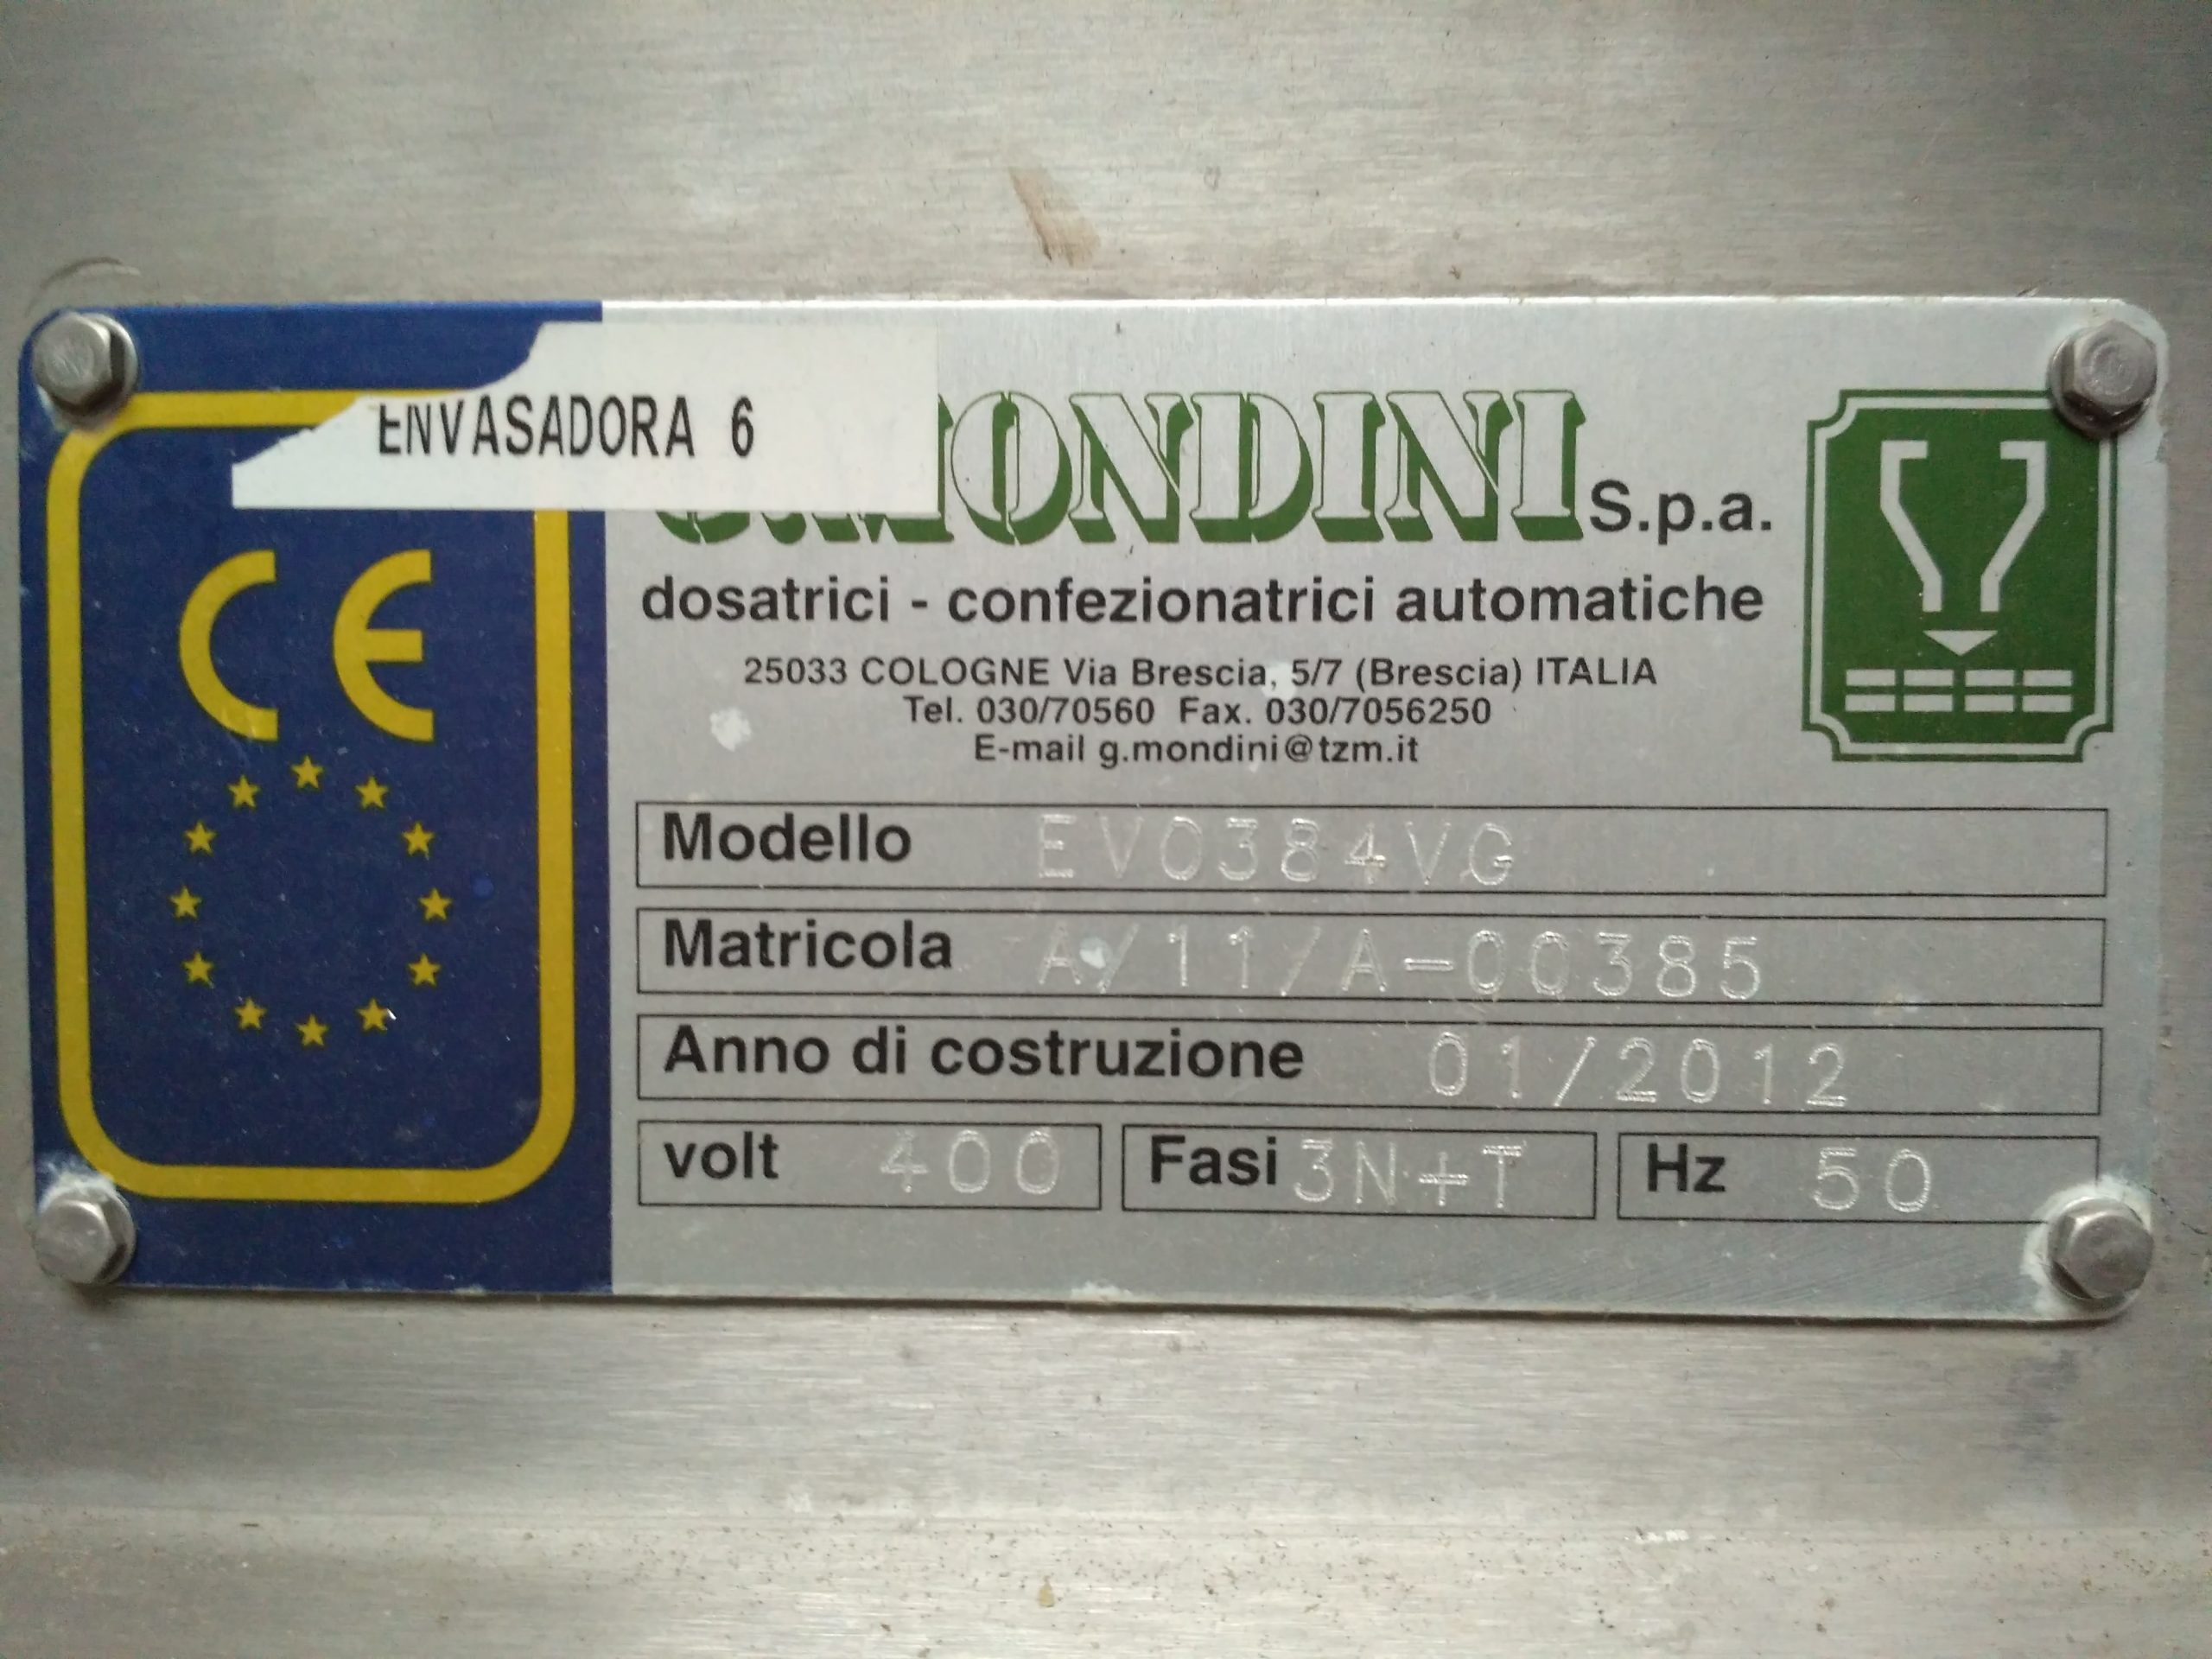 ENVASADORA 6
G.MONDINI S.p.a.
dosatrici - confezionatrici automatiche
25033 COLOGNE Via Brescia, 5/7 (Brescia) ITALIA
Tel. 030/70560 Fax. 030/7056250
E-mail g.mondini@tzm.it
CE
Modello EVO384VG
Matricola A/11/A-00385
Anno di costruzione 01/2012
volt 400 Fasi 3N+T Hz 50